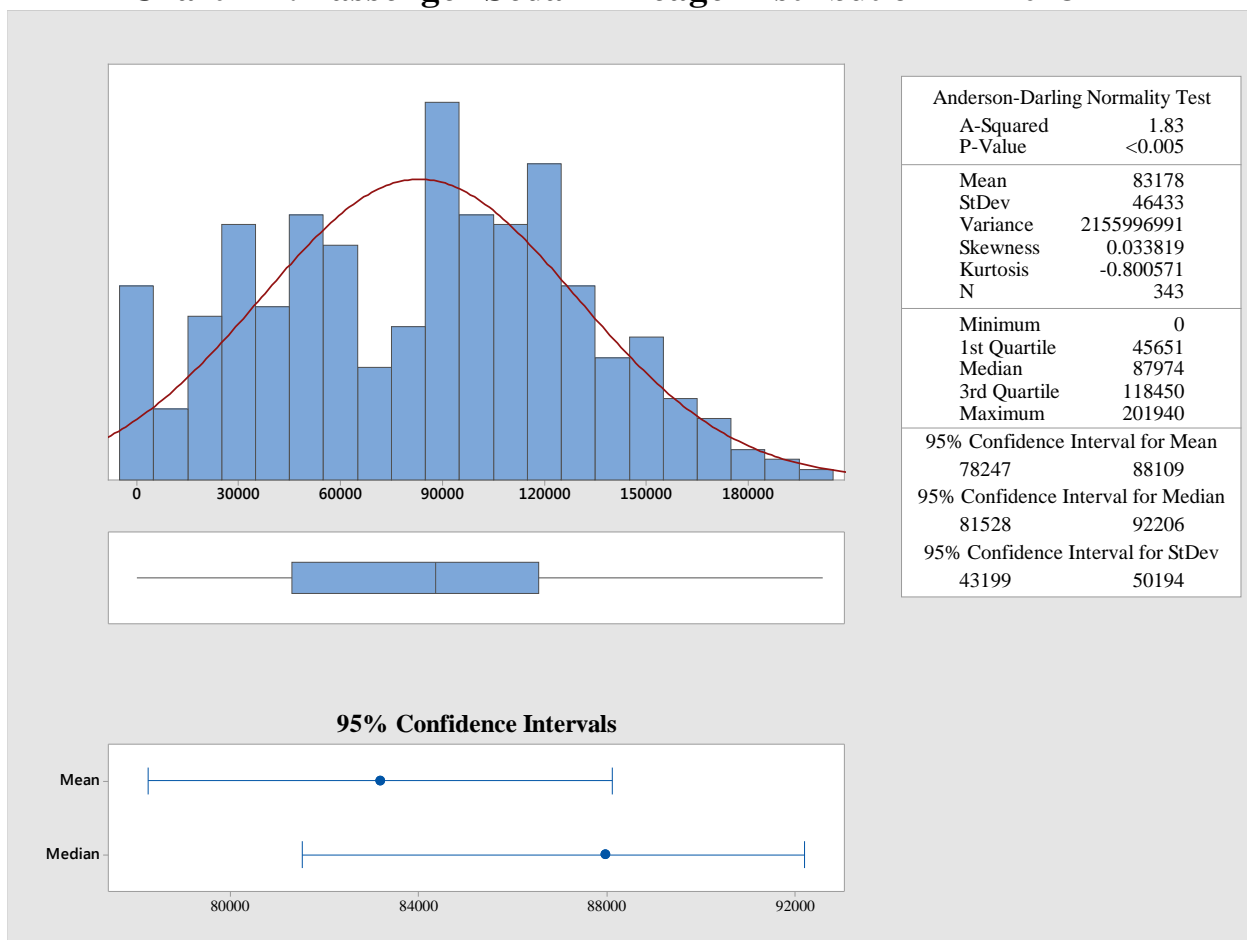 0 30000 60000 90000 120000 150000 180000
95% Confidence Intervals
Mean
Median
80000 84000 88000 92000
Anderson-Darling Normality Test
A-Squared 1.83
P-Value <0.005
Mean 83178
StDev 46433
Variance 2155996991
Skewness 0.033819
Kurtosis -0.800571
N 343
Minimum 0
1st Quartile 45651
Median 87974
3rd Quartile 118450
Maximum 201940
95% Confidence Interval for Mean
78247 88109
95% Confidence Interval for Median
81528 92206
95% Confidence Interval for StDev
43199 50194